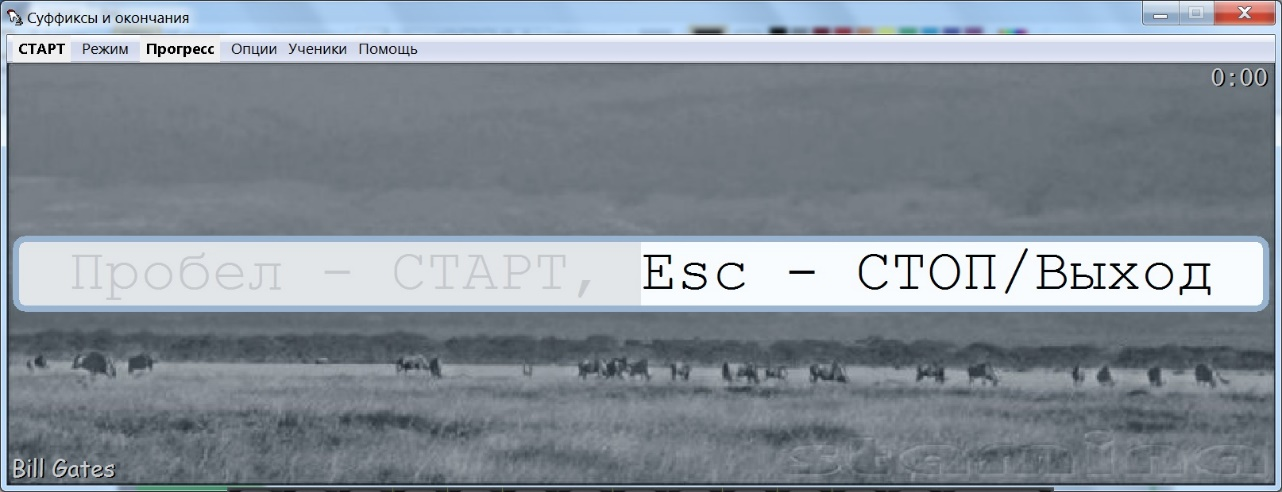 Суффиксы и окончания
СТАРТ Режим Прогресс Опции Ученики Помощь
0:00
Пробел - СТАРТ, Esc - СТОП/Выход
stamina
Bill Gates